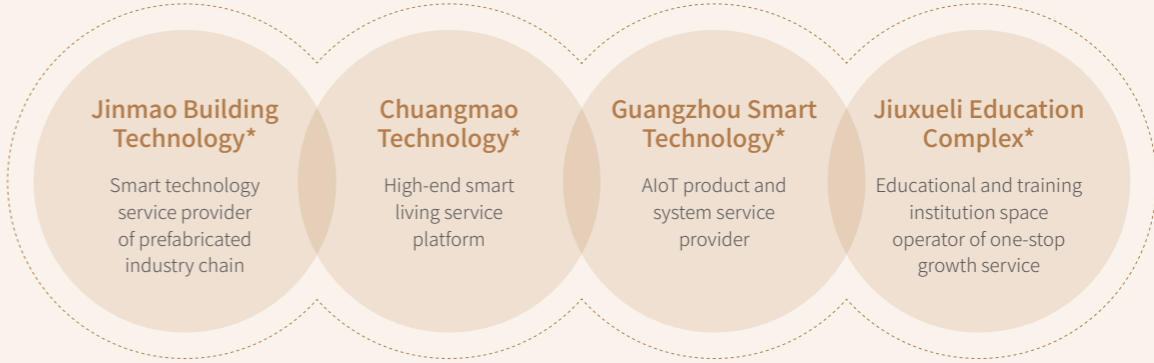 Jinmao Building
Technology*
Smart technology
service provider
of prefabricated
industry chain
Chuangmao
Technology*
High-end smart
living service
platform
Guangzhou Smart
Technology*
AIoT product and
system service
provider
Jiuxueli Education
Complex*
Educational and training
institution space
operator of one-stop
growth service